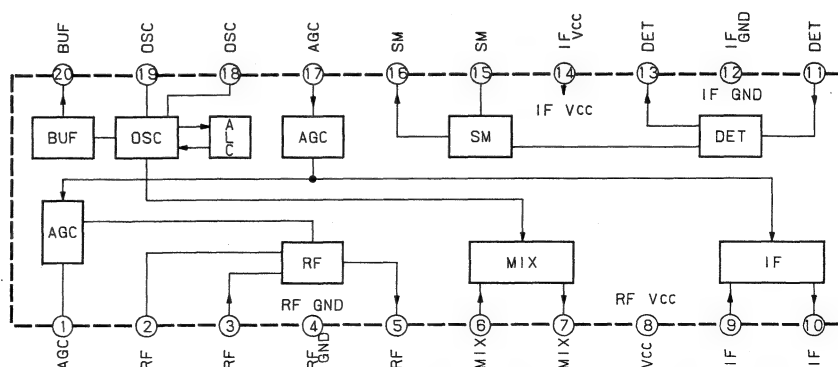 BUF OSC OSC AGC SM SM IF VCC DET IF GND DET
20 19 18 17 16 15 14 13 12 11
IF VCC
IF GND
BUF OSC ALC AGC SM DET
AGC
RF MIX IF
RF GND
RF VCC
1 2 3 4 5 6 7 8 9 10
AGC RF RF RF GND RF MIX MIX VCC IF IF